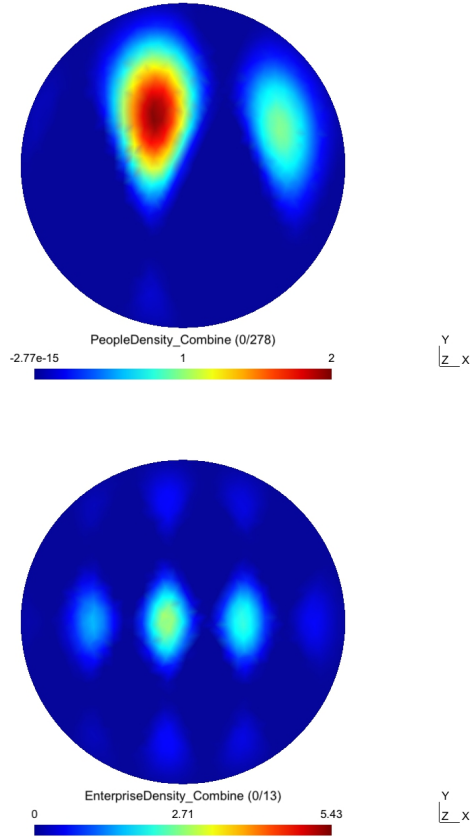 PeopleDensity_Combine (0/278)
-2.77e-15 1 2
Y
Z X
EnterpriseDensity_Combine (0/13)
0 2.71 5.43
Y
Z X